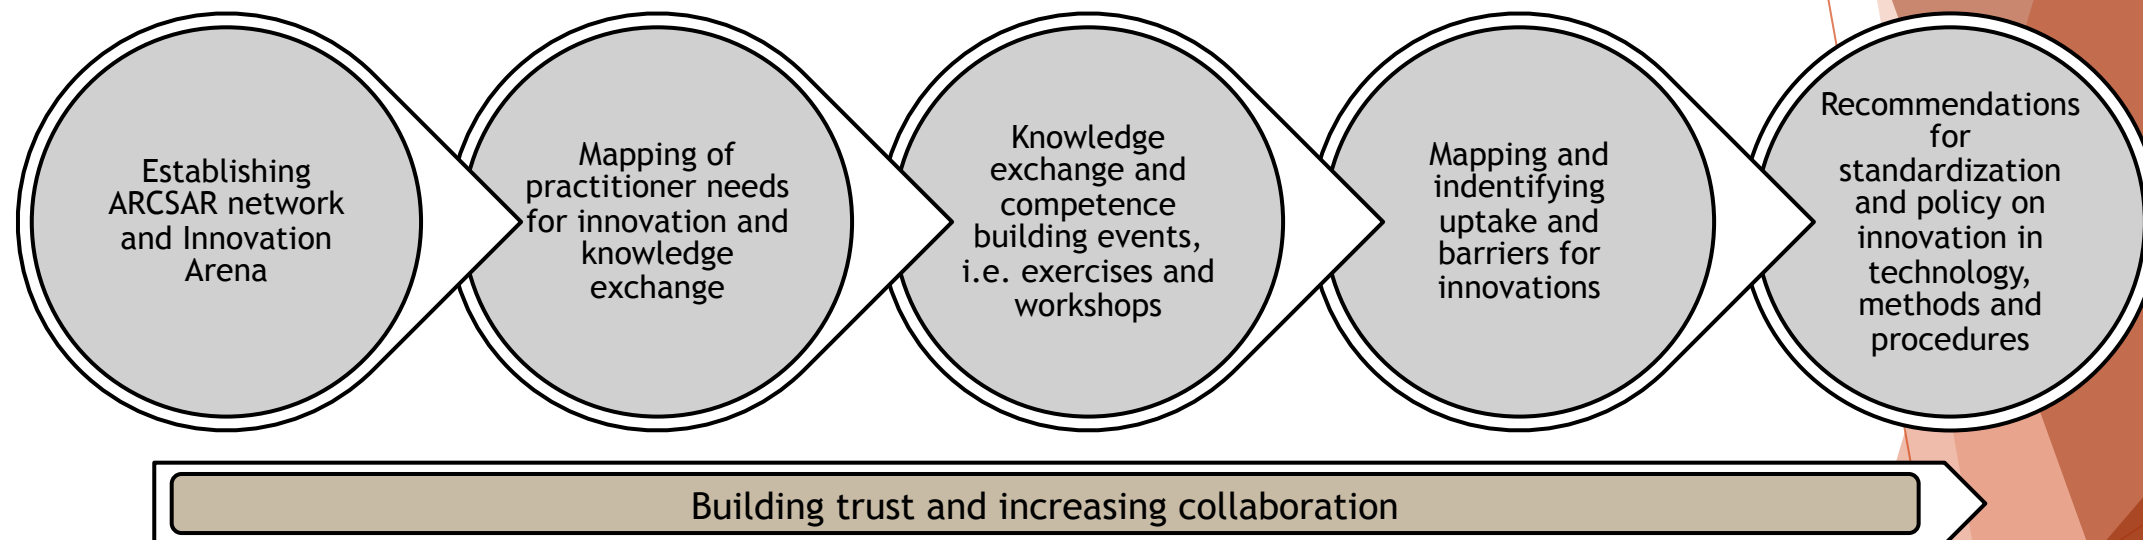 Establishing
ARCSAR network
and Innovation
Arena
Mapping of
practitioner needs
for innovation and
knowledge
exchange
Knowledge
exchange and
competence
building events,
i.e. exercises and
workshops
Mapping and
indentifying
uptake and
barriers for
innovations
Recommendations
for
standardization
and policy on
innovation in
technology,
methods and
procedures
Building trust and increasing collaboration